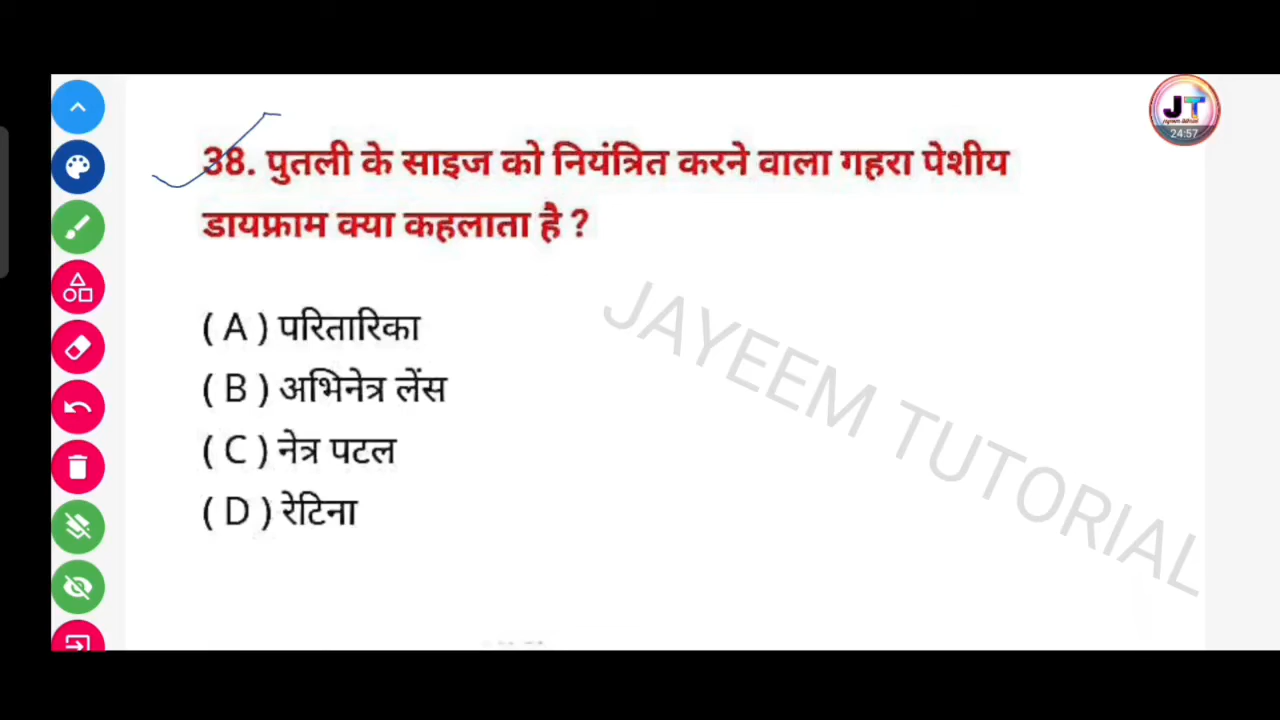 JT
24:57
38. पुतली के साइज को नियंत्रित करने वाला गहरा पेशीय
डायफ्राम क्या कहलाता है ?
( A ) परितारिका
( B ) अभिनेत्र लेंस
( C ) नेत्र पटल
( D ) रेटिना
JAYEEM TUTORIAL